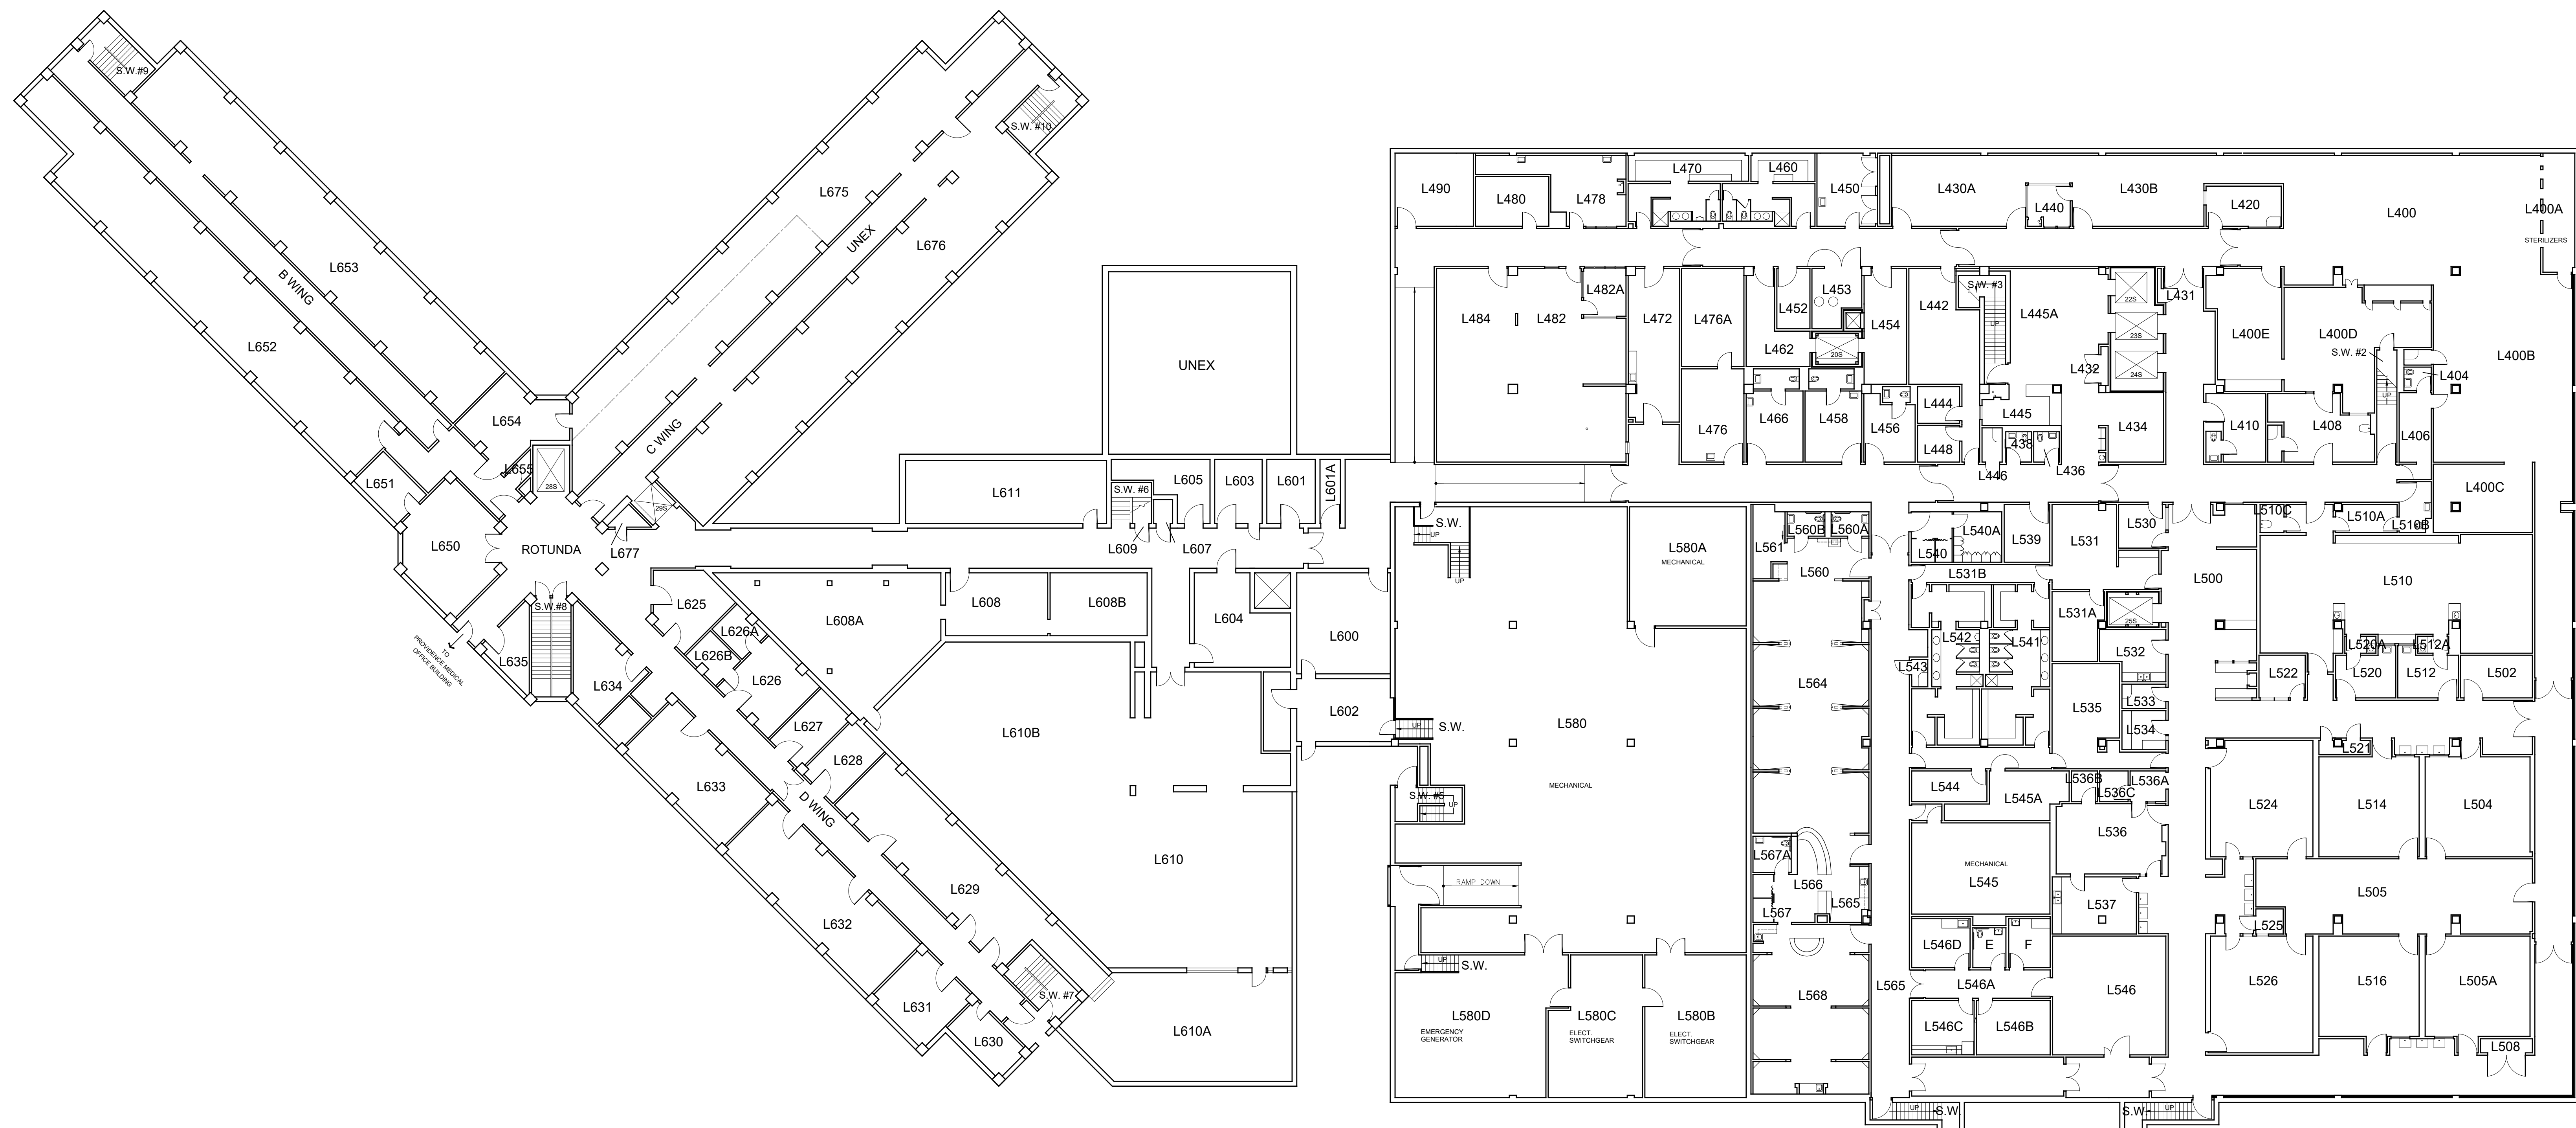 S.W.#9
S.W. #10
L675
L676
UNEX
L653
B WING
L652
C WING
L654
L655
28S
29S
L651
L650
ROTUNDA
L677
S.W.#8
TO
PROVIDENCE MEDICAL
OFFICE BUILDING
L635
L634
L625
L626A
L626B
L626
L627
L628
L633
D WING
L629
L632
L631
L630
S.W. #7
UNEX
L611
S.W. #6
L605
L603
L601
L601A
L609
L607
L608A
L608
L608B
L604
L600
L602
L610B
L610
L610A
L490
L480
L478
L470
L460
L450
L430A
L440
L430B
L420
L400
L400A
STERILIZERS
L484
L482
L482A
L472
L476A
L452
L453
L462
20S
L454
L442
S.W. #3
UP
L445A
22S
23S
24S
L431
L432
L400E
L400D
S.W. #2
UP
L400B
L404
L476
L466
L458
L456
L444
L448
L445
L446
L438
L436
L434
L410
L408
L406
L400C
S.W.
UP
UP
L580A
MECHANICAL
L561
L560B
L560A
L560
L540
L540A
L539
L531
L530
L531B
L531A
25S
L500
L510C
L510A
L510B
L510
L542
L541
L543
L532
L533
L534
L535
L520A
L512A
L522
L520
L512
L502
L564
L580
MECHANICAL
UP
S.W.
S.W. #5
UP
RAMP DOWN
L544
L545A
L536B
L536C
L536A
L536
L521
L524
L514
L504
L567A
L566
L567
L565
MECHANICAL
L545
L537
L505
L525
L546D
E
F
L546A
L546
L546C
L546B
L526
L516
L505A
L508
UP
S.W.
L580D
EMERGENCY
GENERATOR
L580C
ELECT.
SWITCHGEAR
L580B
ELECT.
SWITCHGEAR
L568
L565
UP
S.W.
S.W.
UP